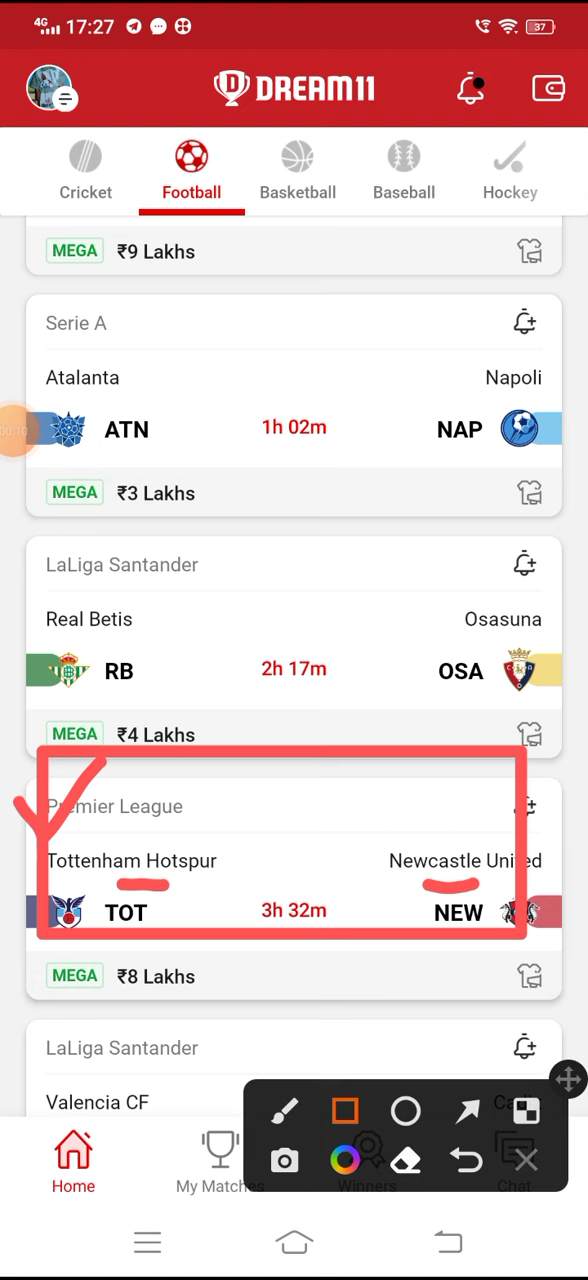 4G 17:27 37
DREAM11
Cricket Football Basketball Baseball Hockey
MEGA ₹9 Lakhs
Serie A
Atalanta Napoli
00:10
ATN 1h 02m NAP
MEGA ₹3 Lakhs
LaLiga Santander
Real Betis Osasuna
RB 2h 17m OSA
MEGA ₹4 Lakhs
Premier League
Tottenham Hotspur Newcastle United
TOT 3h 32m NEW
MEGA ₹8 Lakhs
LaLiga Santander
Valencia CF
Home My Matches Winners Chat